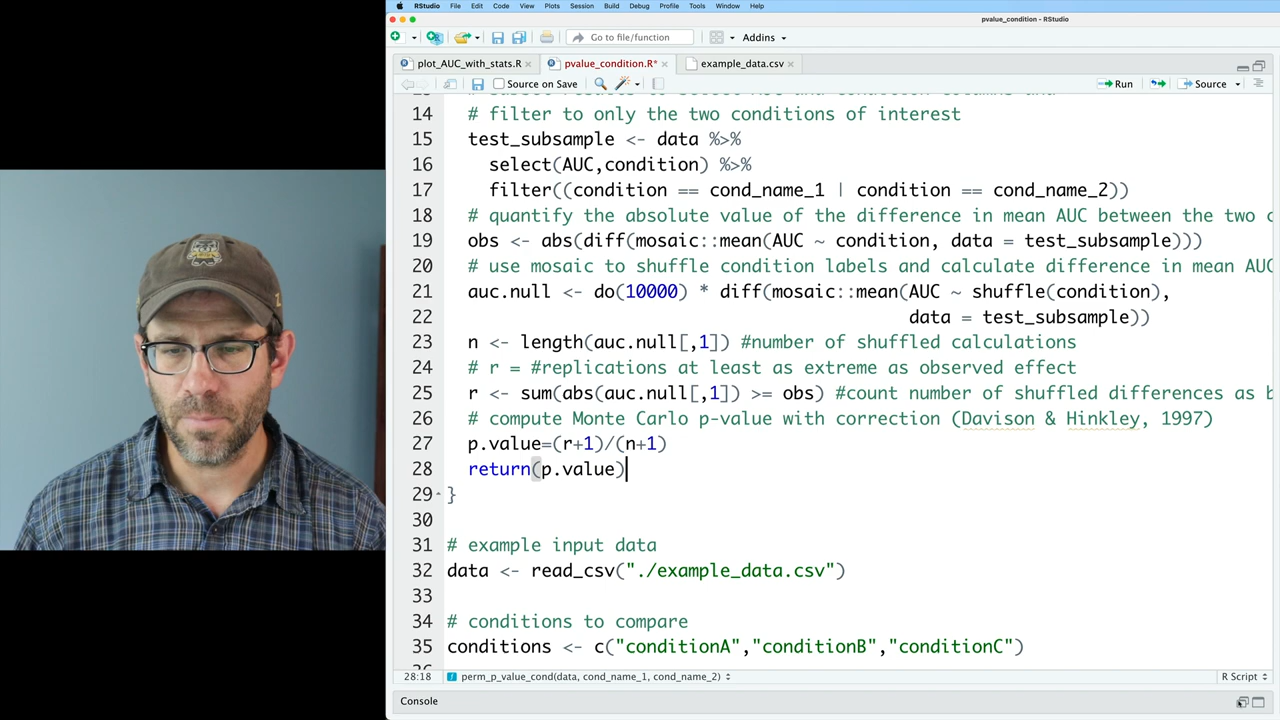 RStudio File Edit Code View Plots Session Build Debug Profile Tools Window Help
pvalue_condition - RStudio
Go to file/function Addins
plot_AUC_with_stats.R pvalue_condition.R* example_data.csv
Source on Save Run Source
14 # filter to only the two conditions of interest
15 test_subsample <- data %>%
16 select(AUC,condition) %>%
17 filter((condition == cond_name_1 | condition == cond_name_2))
18 # quantify the absolute value of the difference in mean AUC between the two c
19 obs <- abs(diff(mosaic::mean(AUC ~ condition, data = test_subsample)))
20 # use mosaic to shuffle condition labels and calculate difference in mean AUC
21 auc.null <- do(10000) * diff(mosaic::mean(AUC ~ shuffle(condition),
22 data = test_subsample))
23 n <- length(auc.null[,1]) #number of shuffled calculations
24 # r = #replications at least as extreme as observed effect
25 r <- sum(abs(auc.null[,1]) >= obs) #count number of shuffled differences as b
26 # compute Monte Carlo p-value with correction (Davison & Hinkley, 1997)
27 p.value=(r+1)/(n+1)
28 return(p.value)
29 }
30
31 # example input data
32 data <- read_csv("./example_data.csv")
33
34 # conditions to compare
35 conditions <- c("conditionA","conditionB","conditionC")
28:18 perm_p_value_cond(data, cond_name_1, cond_name_2) R Script
Console